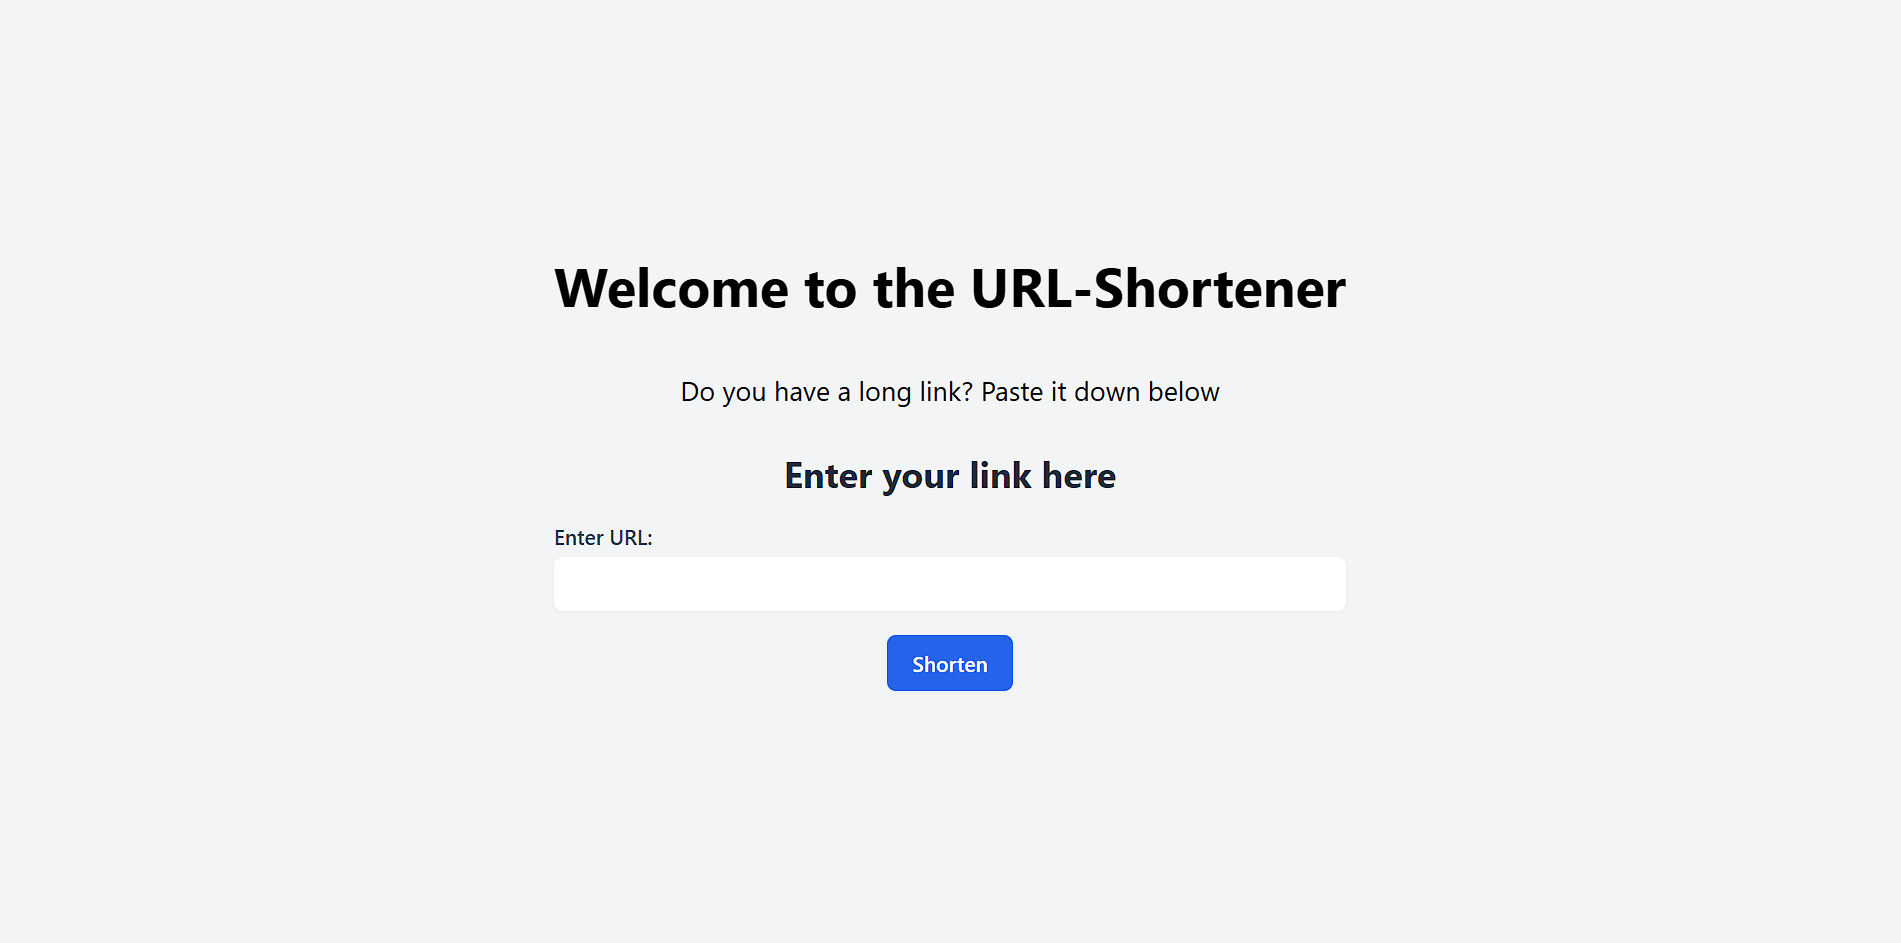 Welcome to the URL-Shortener
Do you have a long link? Paste it down below
Enter your link here
Enter URL:
Shorten